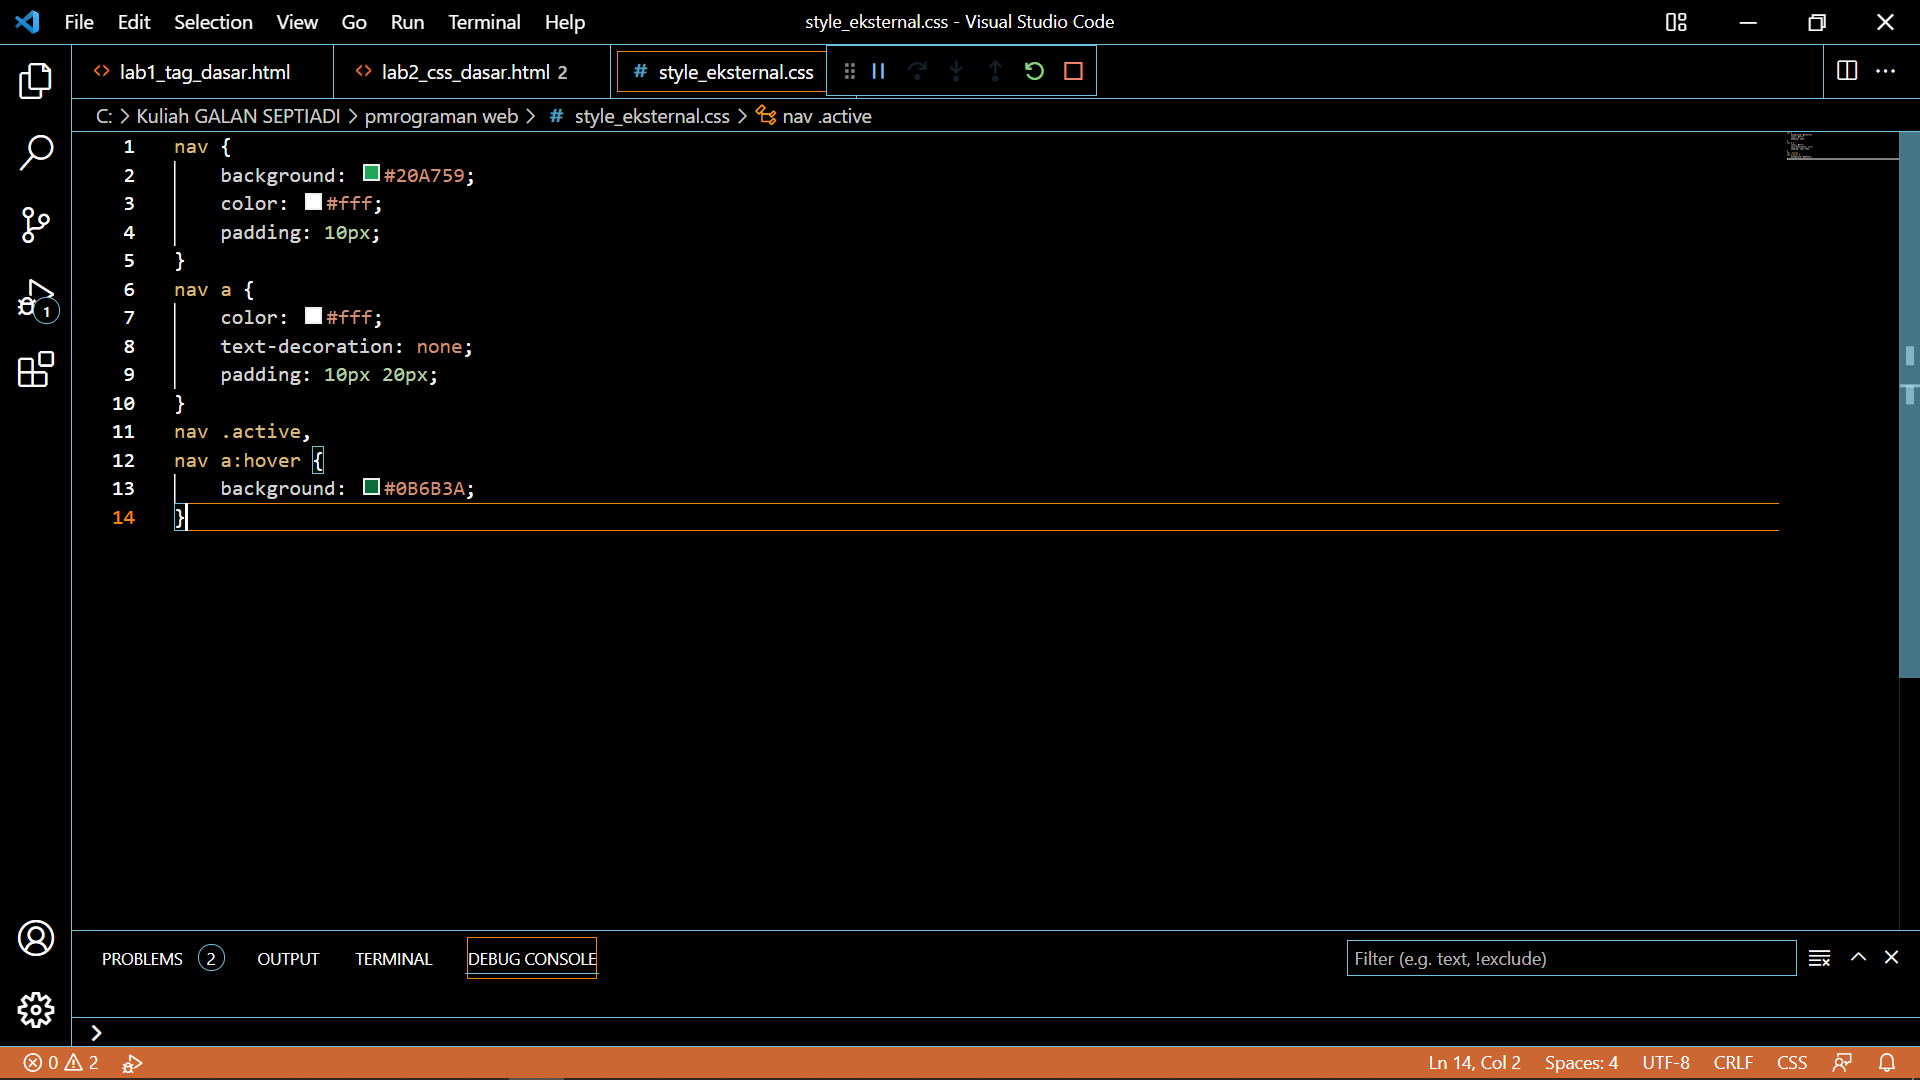 File Edit Selection View Go Run Terminal Help style_eksternal.css - Visual Studio Code
lab1_tag_dasar.html lab2_css_dasar.html 2 # style_eksternal.css
C: > Kuliah GALAN SEPTIADI > pmrograman web > # style_eksternal.css > nav .active
1 nav {
2 background: #20A759;
3 color: #fff;
4 padding: 10px;
5 }
6 nav a {
7 color: #fff;
8 text-decoration: none;
9 padding: 10px 20px;
10 }
11 nav .active,
12 nav a:hover {
13 background: #0B6B3A;
14 }
1
PROBLEMS 2 OUTPUT TERMINAL DEBUG CONSOLE Filter (e.g. text, !exclude)
0 2 Ln 14, Col 2 Spaces: 4 UTF-8 CRLF CSS